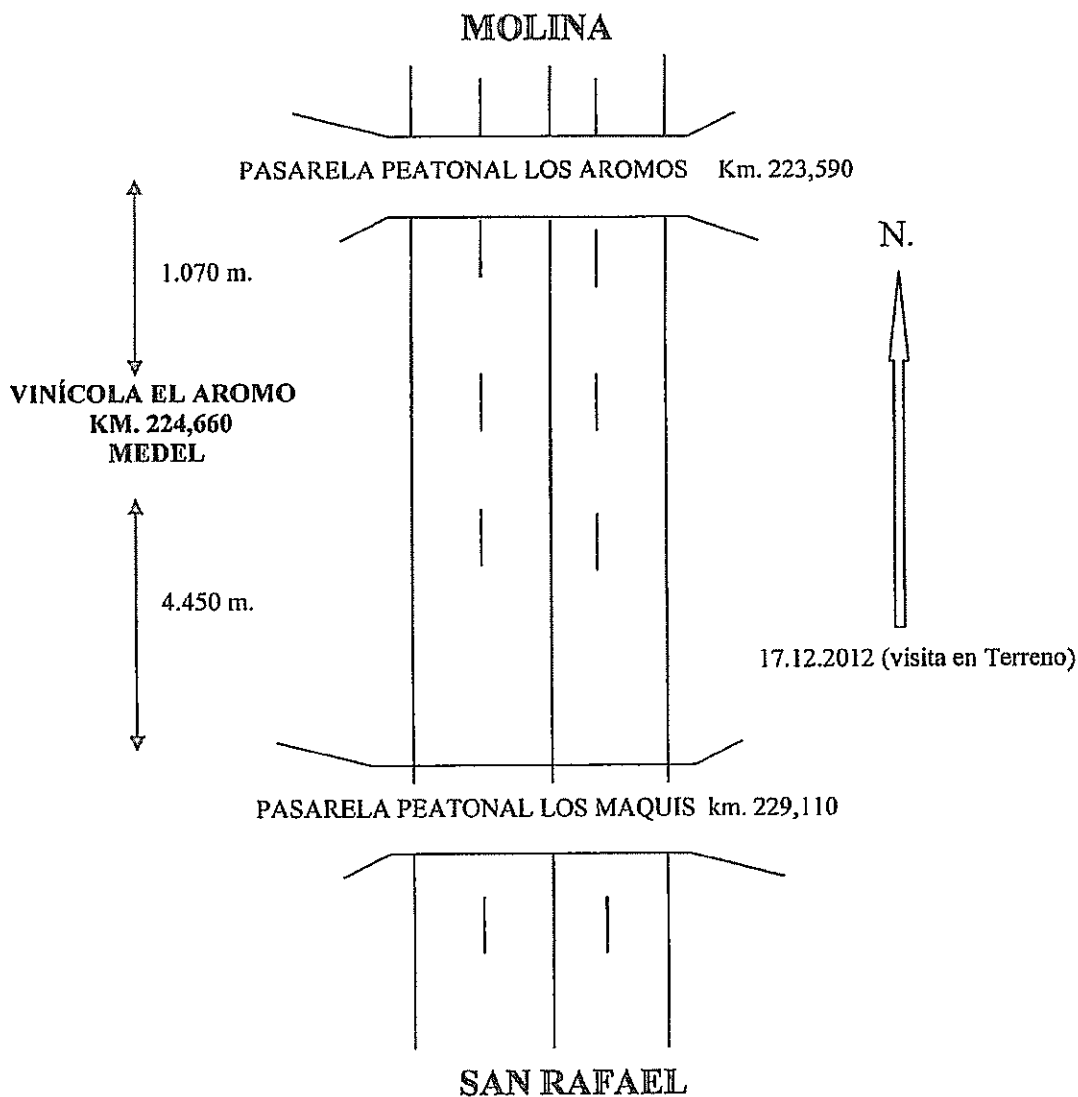 MOLINA
PASARELA PEATONAL LOS AROMOS Km. 223,590
N.
1.070 m.
VINÍCOLA EL AROMO
KM. 224,660
MEDEL
4.450 m.
17.12.2012 (visita en Terreno)
PASARELA PEATONAL LOS MAQUIS km. 229,110
SAN RAFAEL